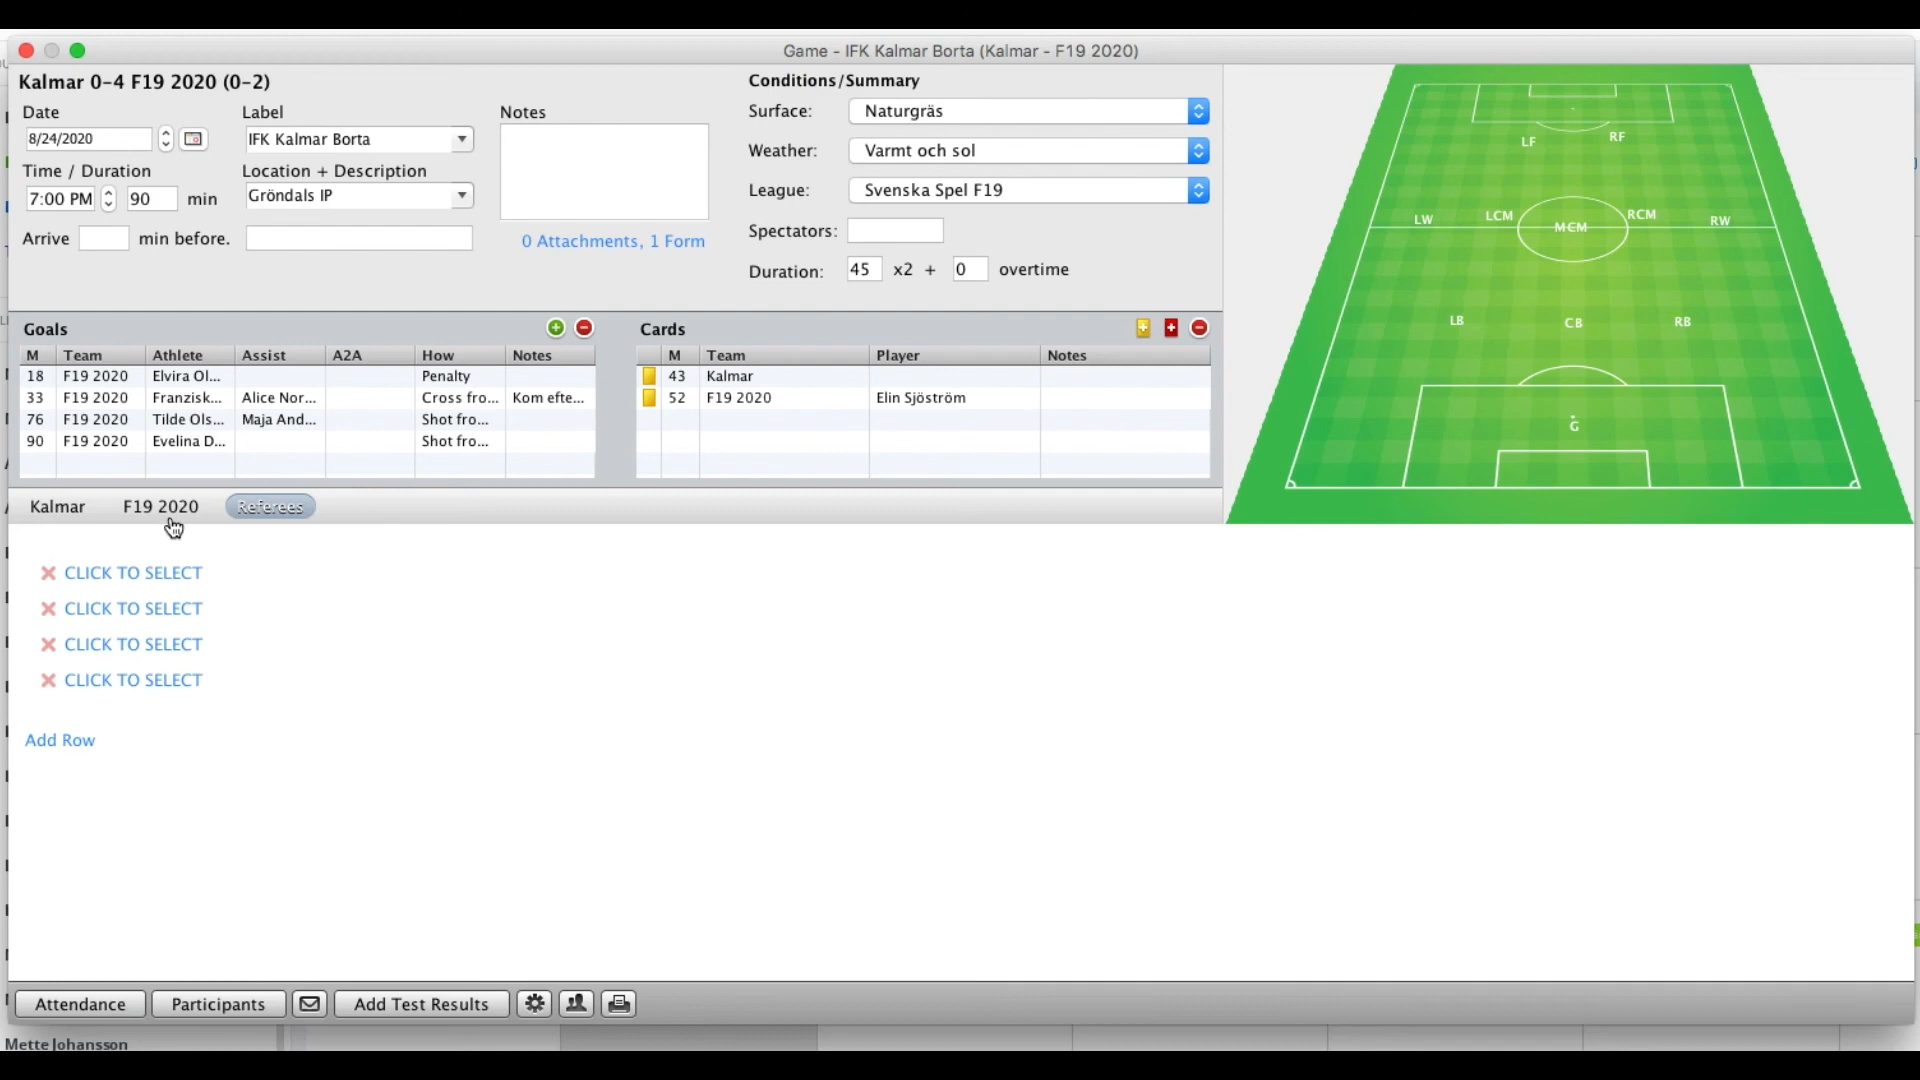 Game - IFK Kalmar Borta (Kalmar - F19 2020)
Kalmar 0-4 F19 2020 (0-2)
Date
8/24/2020
Label
IFK Kalmar Borta
Notes
Time / Duration
7:00 PM 90 min
Location + Description
Gröndals IP
Arrive min before.
0 Attachments, 1 Form
Conditions/Summary
Surface: Naturgräs
Weather: Varmt och sol
League: Svenska Spel F19
Spectators:
Duration: 45 x2 + 0 overtime
LF RF
LW LCM MCM RCM RW
LB CB RB
G
Goals
M Team Athlete Assist A2A How Notes
18 F19 2020 Elvira Ol... Penalty
33 F19 2020 Franzisk... Alice Nor... Cross fro... Kom efte...
76 F19 2020 Tilde Ols... Maja And... Shot fro...
90 F19 2020 Evelina D... Shot fro...
Cards
M Team Player Notes
43 Kalmar
52 F19 2020 Elin Sjöström
Kalmar F19 2020 Referees
CLICK TO SELECT
CLICK TO SELECT
CLICK TO SELECT
CLICK TO SELECT
Add Row
Attendance Participants Add Test Results
Mette Johansson